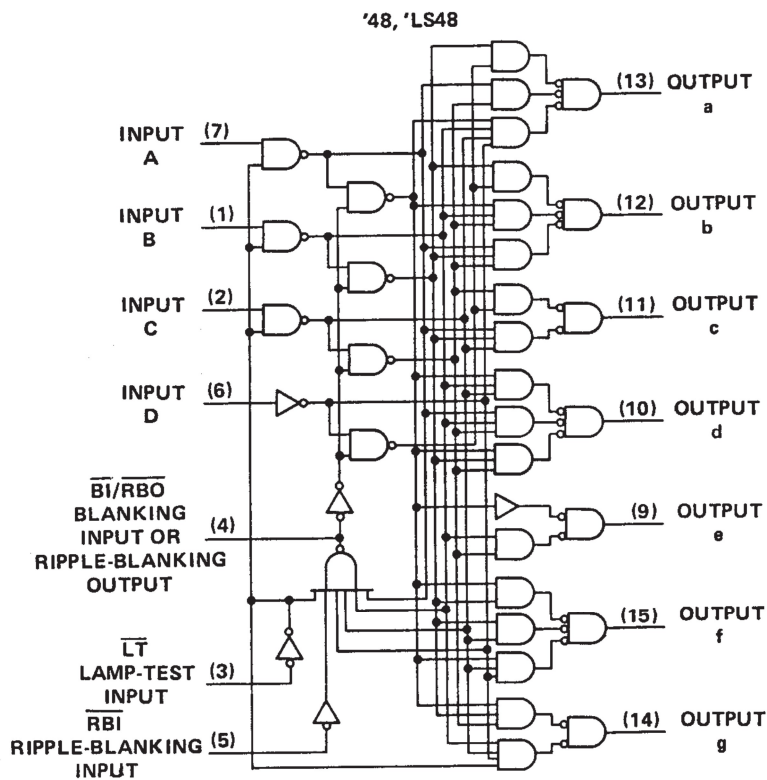 '48, 'LS48
(13) OUTPUT
a
INPUT (7)
A
INPUT (1)
B
(12) OUTPUT
b
INPUT (2)
C
(11) OUTPUT
c
INPUT (6)
D
(10) OUTPUT
d
BI/RBO
BLANKING
INPUT OR (4)
RIPPLE-BLANKING
OUTPUT
(9) OUTPUT
e
(15) OUTPUT
f
LT
LAMP-TEST (3)
INPUT
RBI
RIPPLE-BLANKING (5)
INPUT
(14) OUTPUT
g